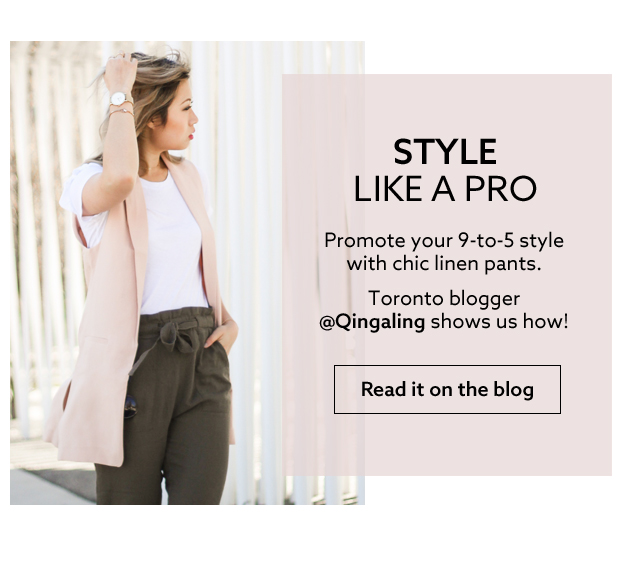 STYLE
LIKE A PRO
Promote your 9-to-5 style
with chic linen pants.
Toronto blogger
@Qingaling shows us how!
Read it on the blog